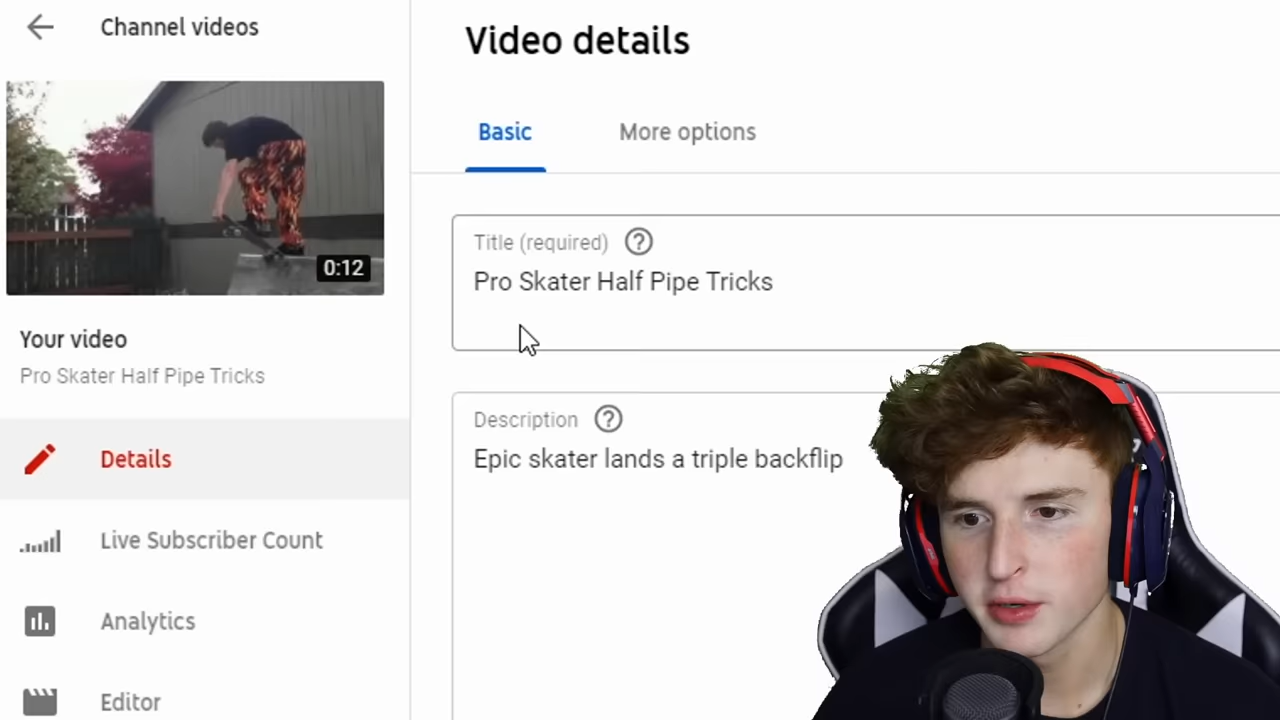 Channel videos
0:12
Your video
Pro Skater Half Pipe Tricks
Details
Live Subscriber Count
Analytics
Editor
Video details
Basic
More options
Title (required)
Pro Skater Half Pipe Tricks
Description
Epic skater lands a triple backflip